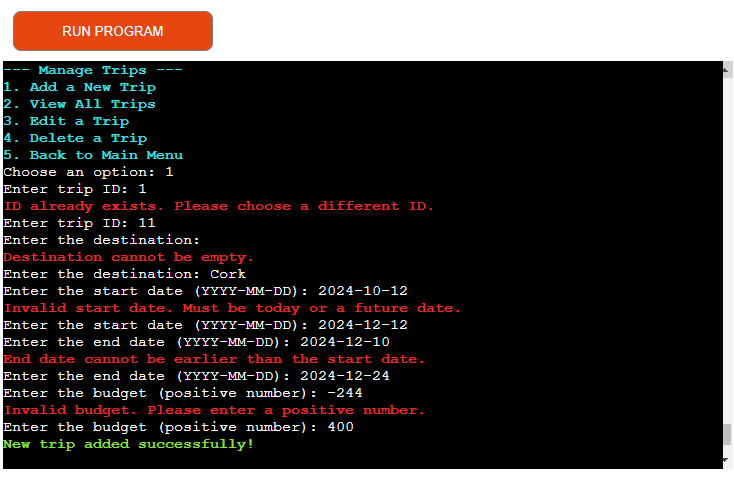 RUN PROGRAM
--- Manage Trips ---
1. Add a New Trip
2. View All Trips
3. Edit a Trip
4. Delete a Trip
5. Back to Main Menu
Choose an option: 1
Enter trip ID: 1
ID already exists. Please choose a different ID.
Enter trip ID: 11
Enter the destination:
Destination cannot be empty.
Enter the destination: Cork
Enter the start date (YYYY-MM-DD): 2024-10-12
Invalid start date. Must be today or a future date.
Enter the start date (YYYY-MM-DD): 2024-12-12
Enter the end date (YYYY-MM-DD): 2024-12-10
End date cannot be earlier than the start date.
Enter the end date (YYYY-MM-DD): 2024-12-24
Enter the budget (positive number): -244
Invalid budget. Please enter a positive number.
Enter the budget (positive number): 400
New trip added successfully!